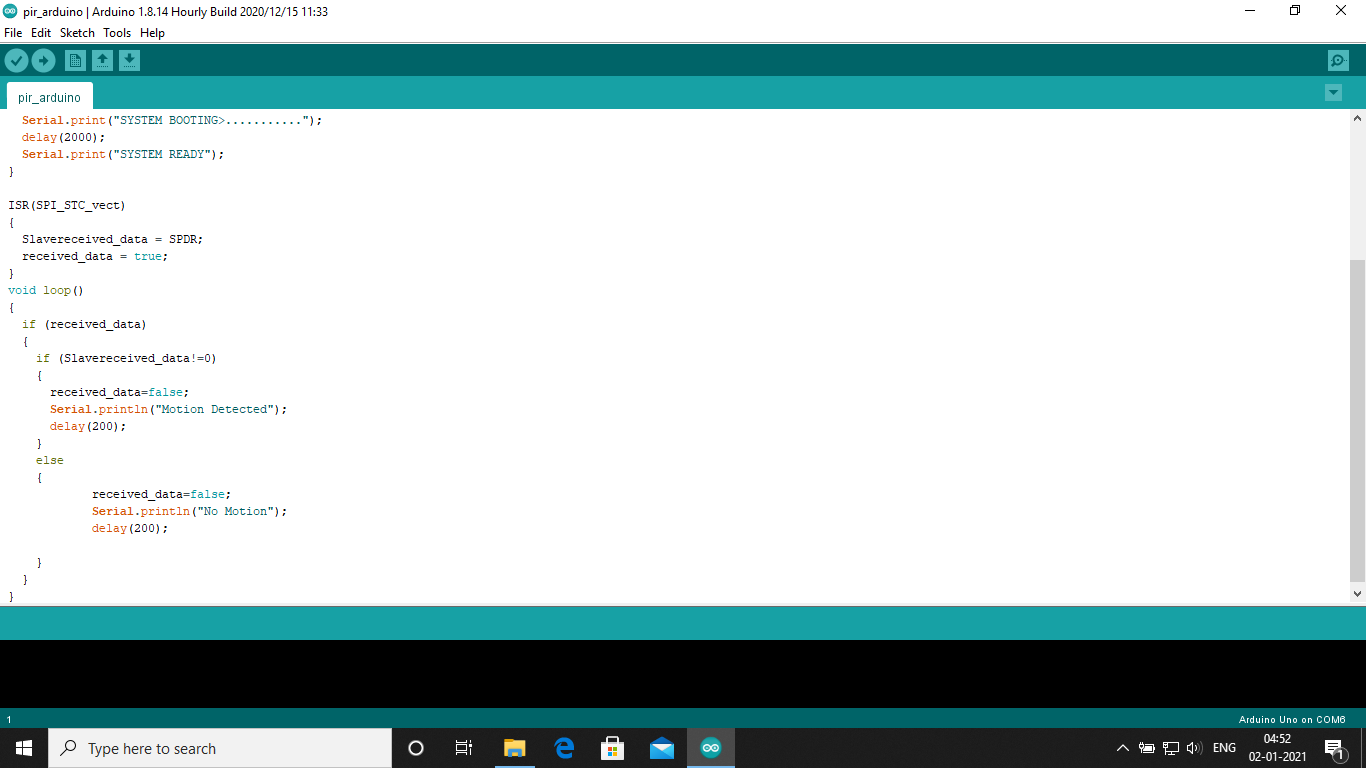 pir_arduino | Arduino 1.8.14 Hourly Build 2020/12/15 11:33
File Edit Sketch Tools Help
pir_arduino
Serial.print("SYSTEM BOOTING>...........");
delay(2000);
Serial.print("SYSTEM READY");
}
ISR(SPI_STC_vect)
{
Slavereceived_data = SPDR;
received_data = true;
}
void loop()
{
if (received_data)
{
if (Slavereceived_data!=0)
{
received_data=false;
Serial.println("Motion Detected");
delay(200);
}
else
{
received_data=false;
Serial.println("No Motion");
delay(200);
}
}
}
1 Arduino Uno on COM6
Type here to search
ENG
04:52
02-01-2021
1